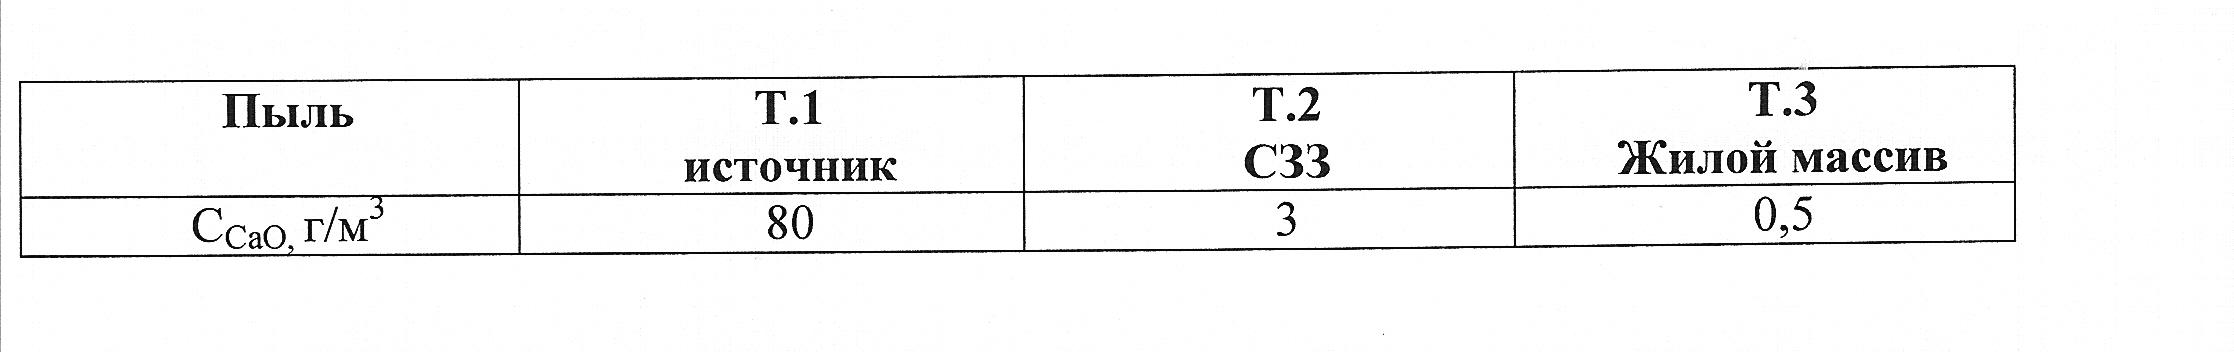 Пыль
Т.1
источник
Т.2
СЗЗ
Т.3
Жилой массив
C_CaO, г/м³
80
3
0,5